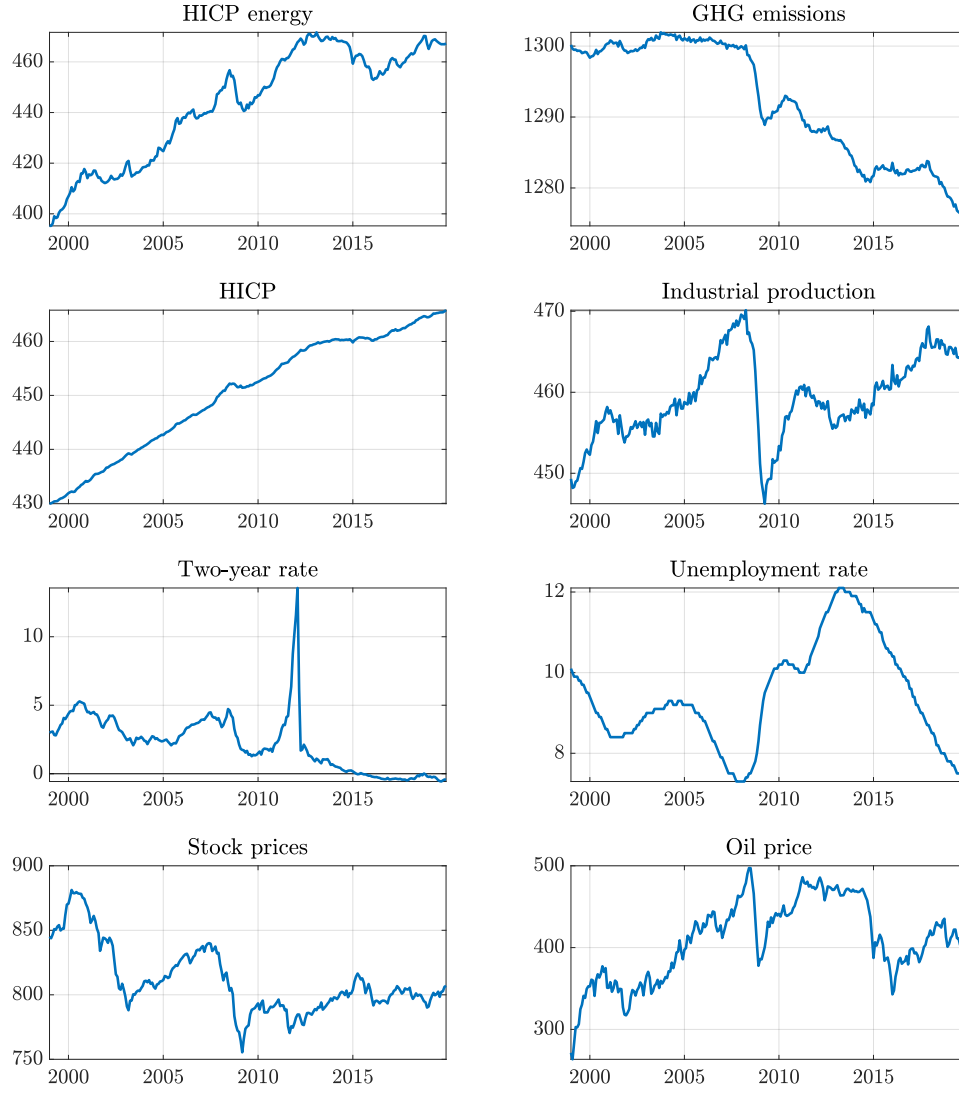 HICP energy
460
440
420
400
2000 2005 2010 2015
GHG emissions
1300
1290
1280
2000 2005 2010 2015
HICP
460
450
440
430
2000 2005 2010 2015
Industrial production
470
460
450
2000 2005 2010 2015
Two-year rate
10
5
0
2000 2005 2010 2015
Unemployment rate
12
10
8
2000 2005 2010 2015
Stock prices
900
850
800
750
2000 2005 2010 2015
Oil price
500
400
300
2000 2005 2010 2015